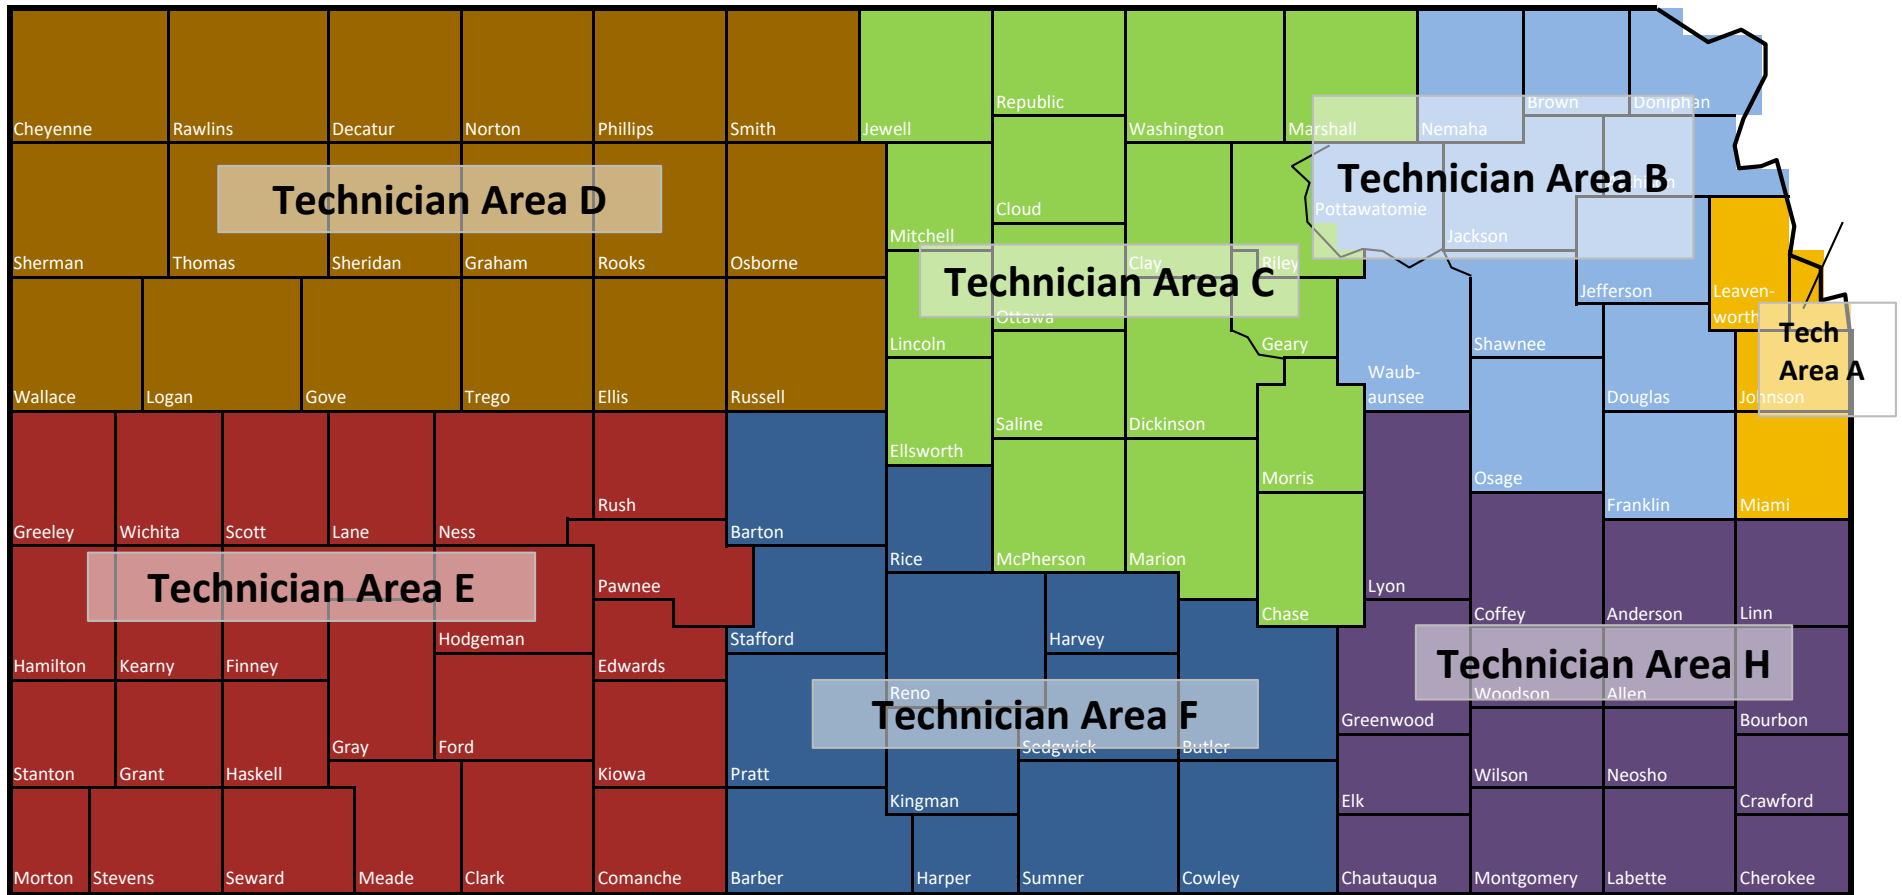 Republic
Brown
Doniphan
Cheyenne
Rawlins
Decatur
Norton
Phillips
Smith
Jewell
Washington
Marshall
Nemaha
Technician Area B
Technician Area D
Cloud
Pottawatomie
Mitchell
Jackson
Sherman
Thomas
Sheridan
Graham
Rooks
Osborne
Clay
Riley
Technician Area C
Jefferson
Leaven-
worth
Ottawa
Tech
Area A
Lincoln
Geary
Shawnee
Waub-
aunsee
Wallace
Logan
Gove
Trego
Ellis
Russell
Douglas
Johnson
Saline
Dickinson
Ellsworth
Morris
Osage
Rush
Franklin
Miami
Greeley
Wichita
Scott
Lane
Ness
Barton
Rice
McPherson
Marion
Technician Area E
Pawnee
Lyon
Chase
Coffey
Anderson
Linn
Hodgeman
Stafford
Harvey
Hamilton
Kearny
Finney
Edwards
Technician Area H
Reno
Woodson
Allen
Technician Area F
Greenwood
Bourbon
Gray
Ford
Sedgwick
Butler
Stanton
Grant
Haskell
Kiowa
Pratt
Wilson
Neosho
Kingman
Elk
Crawford
Morton
Stevens
Seward
Meade
Clark
Comanche
Barber
Harper
Sumner
Cowley
Chautauqua
Montgomery
Labette
Cherokee